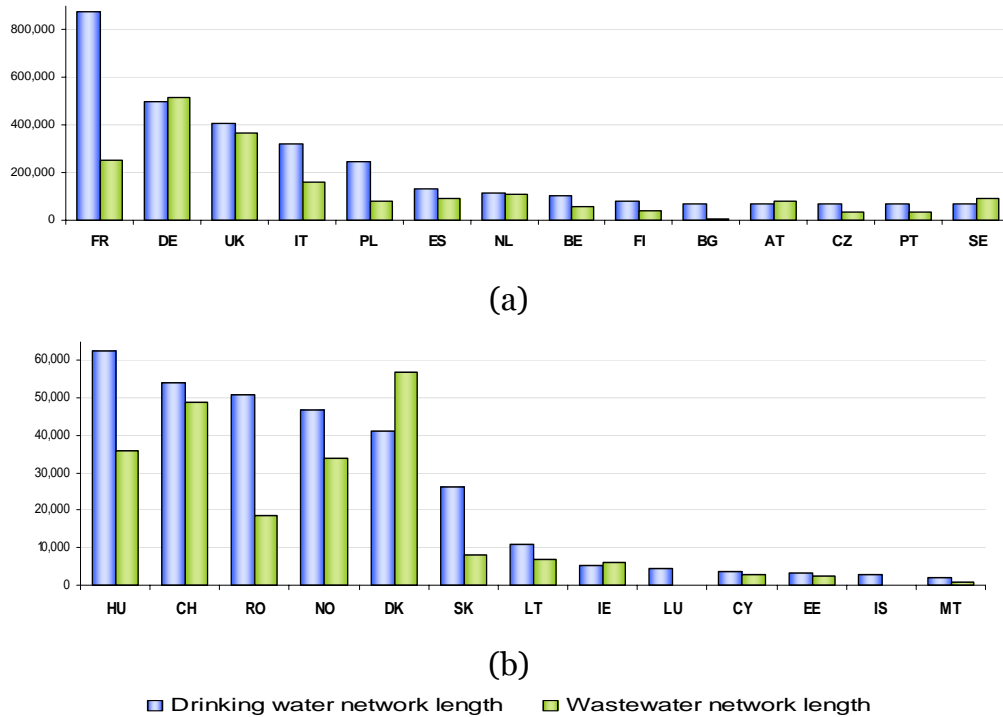 800,000
600,000
400,000
200,000
0
FR DE UK IT PL ES NL BE FI BG AT CZ PT SE
(a)
60,000
50,000
40,000
30,000
20,000
10,000
0
HU CH RO NO DK SK LT IE LU CY EE IS MT
(b)
Drinking water network length Wastewater network length